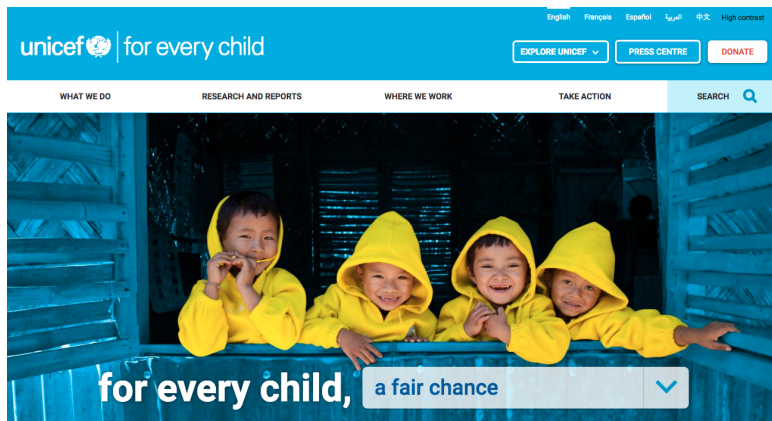 English Français Español العربية 中文 High contrast
unicef for every child
EXPLORE UNICEF PRESS CENTRE DONATE
WHAT WE DO RESEARCH AND REPORTS WHERE WE WORK TAKE ACTION SEARCH
for every child, a fair chance